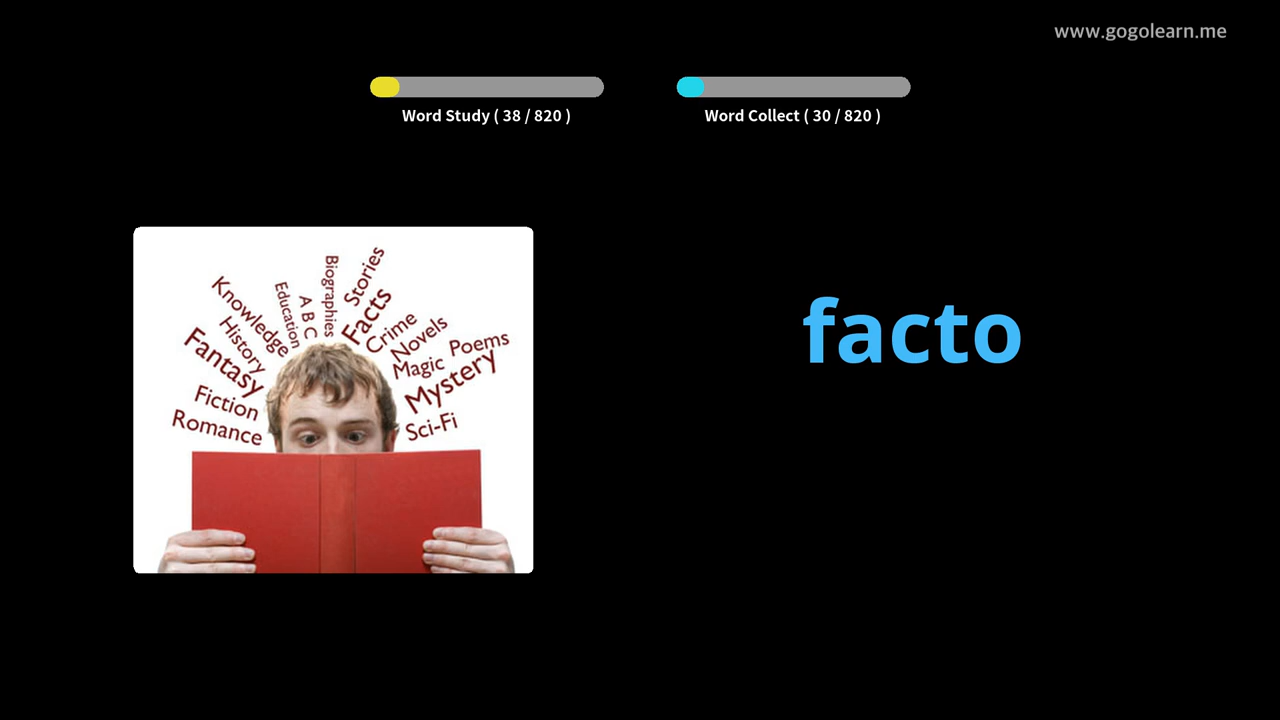 www.gogolearn.me
Word Study ( 38 / 820 )
Word Collect ( 30 / 820 )
Knowledge
History
Fantasy
Fiction
Romance
Education
A B C
Biographies
Stories
Facts
Crime
Novels
Magic
Poems
Mystery
Sci-Fi
facto